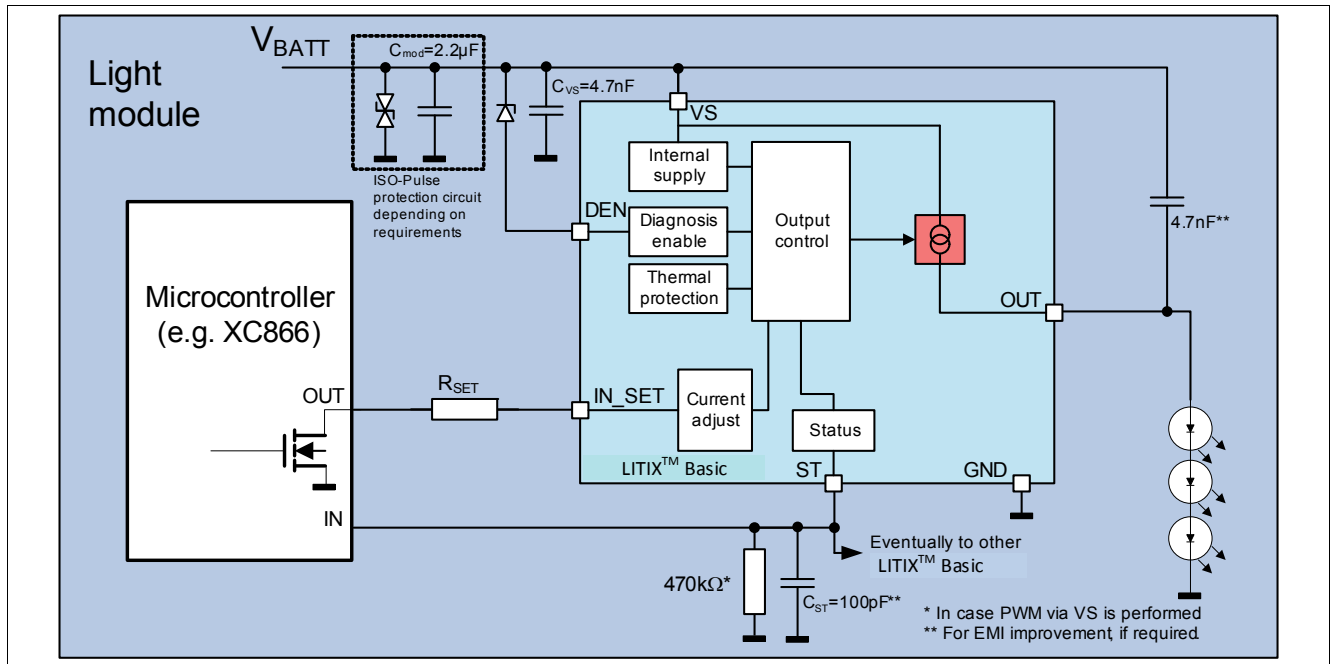 Light
module
VBATT
Cmod=2.2µF
CVS=4.7nF
ISO-Pulse
protection circuit
depending on
requirements
VS
Internal
supply
DEN
Diagnosis
enable
Output
control
Thermal
protection
4.7nF**
OUT
Microcontroller
(e.g. XC866)
OUT
RSET
IN_SET
Current
adjust
Status
LITIX™ Basic
ST
GND
IN
Eventually to other
LITIX™ Basic
470kΩ*
CST=100pF**
* In case PWM via VS is performed
** For EMI improvement, if required.